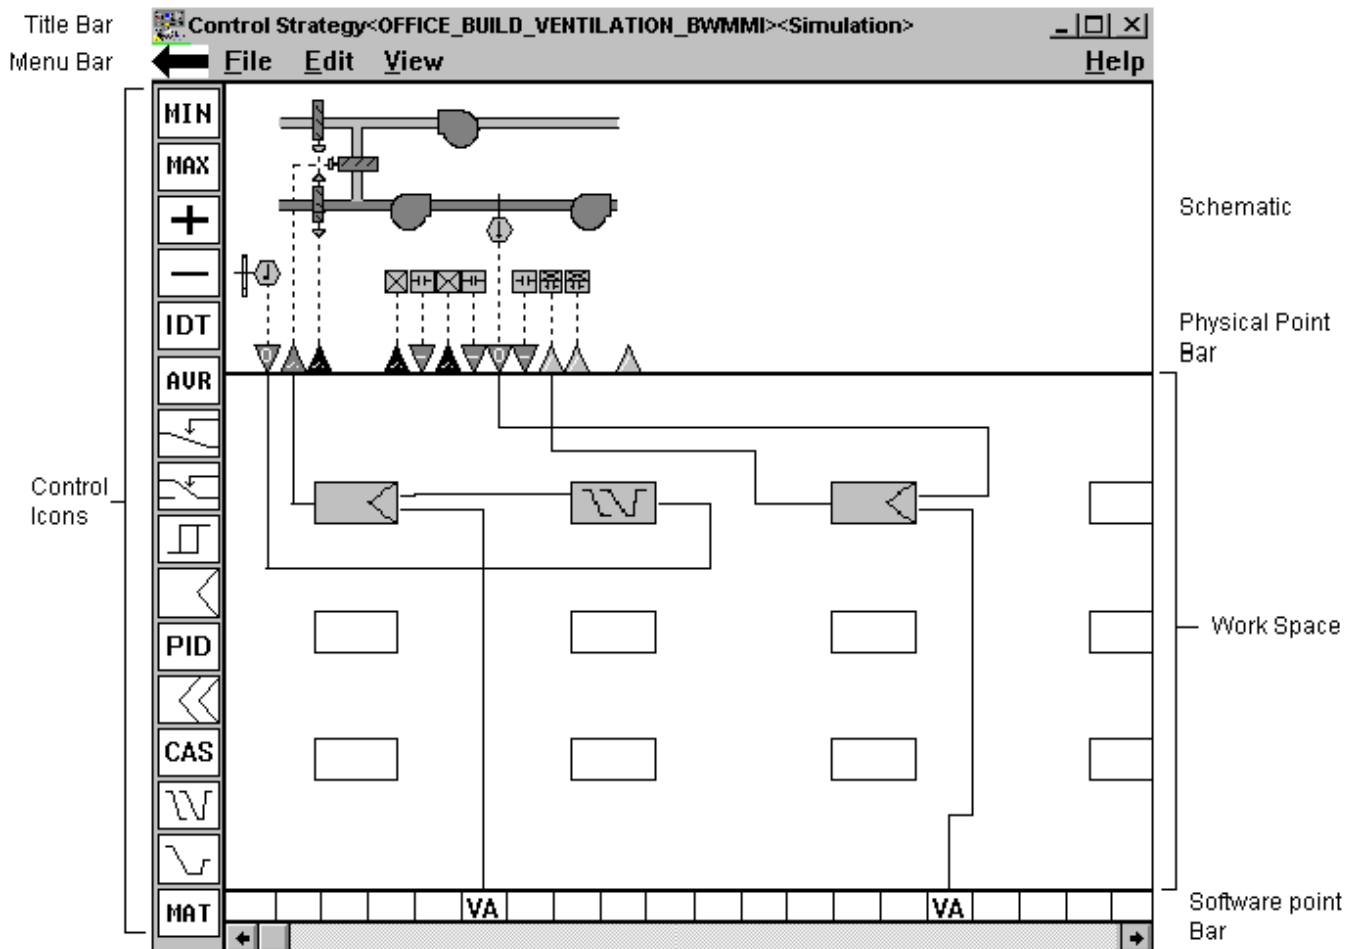 Title Bar
Control Strategy<OFFICE_BUILD_VENTILATION_BWMMI><Simulation>
Menu Bar
File Edit View Help
MIN
MAX
+
−
IDT
AVR
PID
CAS
MAT
Control
Icons
Schematic
Physical Point
Bar
Work Space
VA VA
Software point
Bar